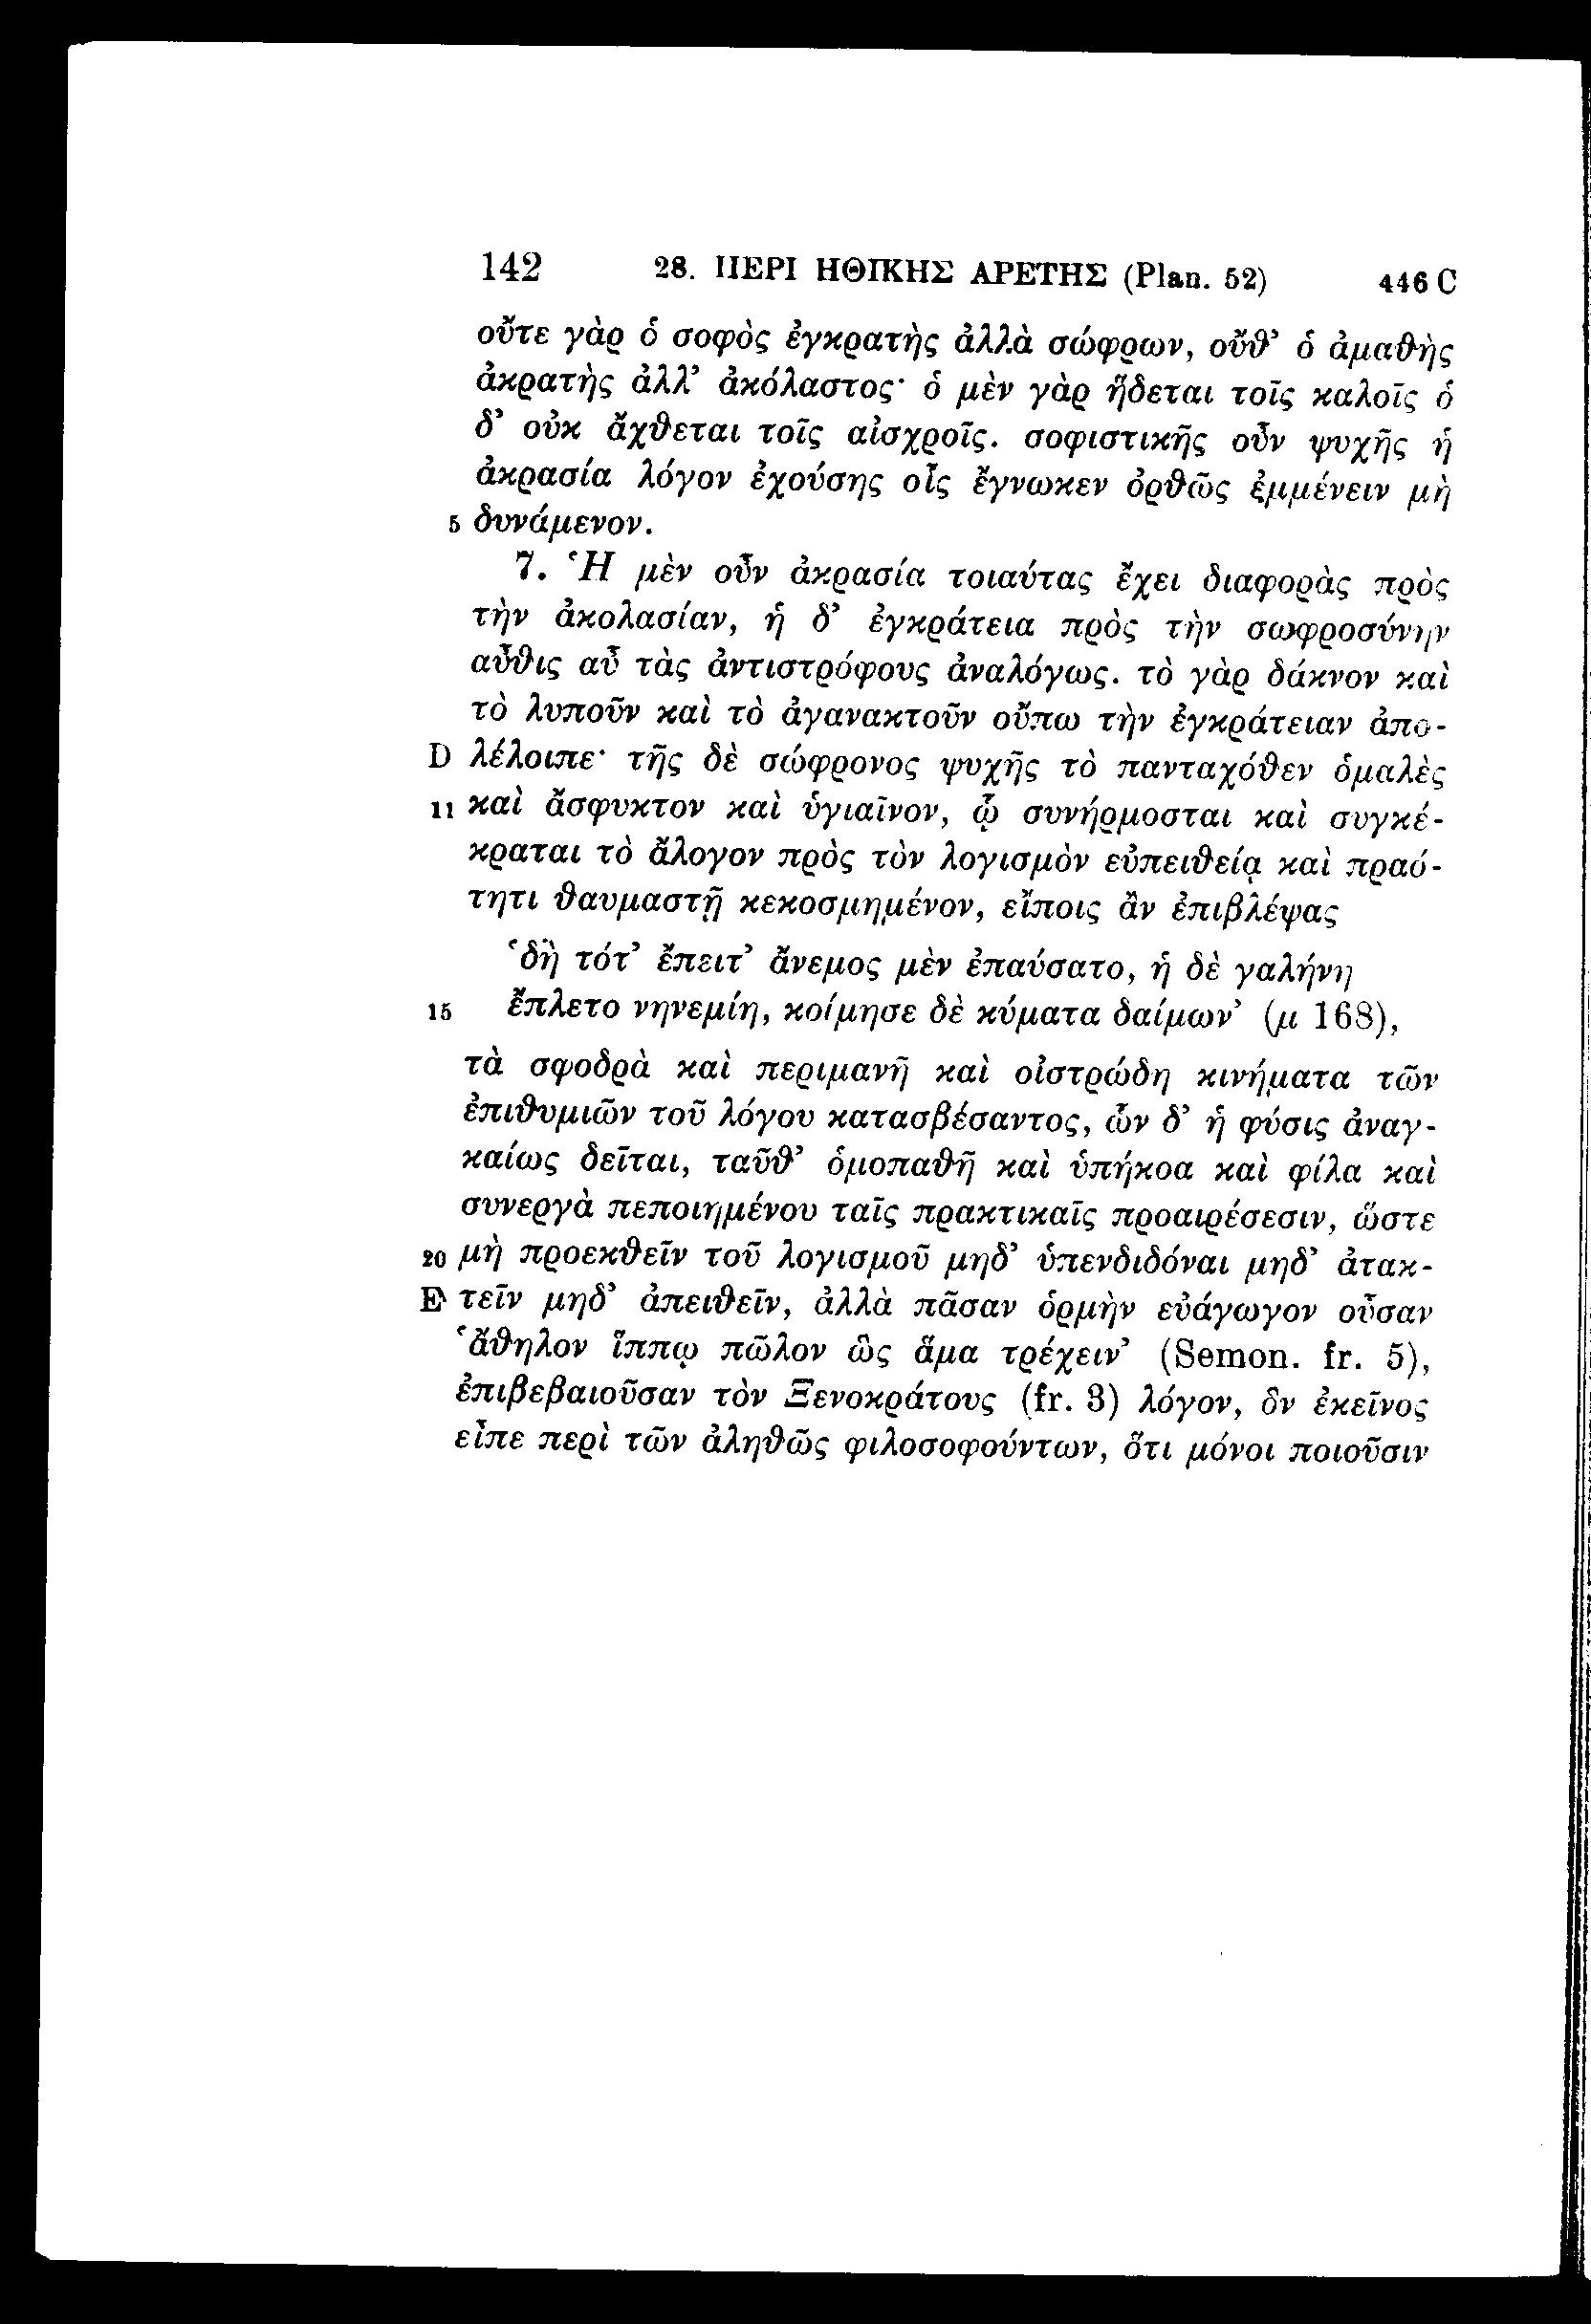 142 28. ΠΕΡΙ ΗΘΙΚΗΣ ΑΡΕΤΗΣ (Plan. 52) 446 C
οὔτε γὰρ ὁ σοφὸς ἐγκρατὴς ἀλλὰ σώφρων, οὔθ’ ὁ ἀμαθὴς
ἀκρατὴς ἀλλ’ ἀκόλαστος· ὁ μὲν γὰρ ἥδεται τοῖς καλοῖς ὁ
δ’ οὐκ ἄχθεται τοῖς αἰσχροῖς. σοφιστικῆς οὖν ψυχῆς ἡ
ἀκρασία λόγον ἐχούσης οἷς ἔγνωκεν ὀρθῶς ἐμμένειν μὴ
5 δυνάμενον.
7. Ἡ μὲν οὖν ἀκρασία τοιαύτας ἔχει διαφορὰς πρὸς
τὴν ἀκολασίαν, ἡ δ’ ἐγκράτεια πρὸς τὴν σωφροσύνην
αὖθις αὖ τὰς ἀντιστρόφους ἀναλόγως. τὸ γὰρ δάκνον καὶ
τὸ λυποῦν καὶ τὸ ἀγανακτοῦν οὔπω τὴν ἐγκράτειαν ἀπο-
D λέλοιπε· τῆς δὲ σώφρονος ψυχῆς τὸ πανταχόθεν ὁμαλὲς
11 καὶ ἄσφυκτον καὶ ὑγιαῖνον, ᾧ συνήρμοσται καὶ συγκέ-
κραται τὸ ἄλογον πρὸς τὸν λογισμὸν εὐπειθείᾳ καὶ πραό-
τητι θαυμαστῇ κεκοσμημένον, εἴποις ἂν ἐπιβλέψας
‘δὴ τότ’ ἔπειτ’ ἄνεμος μὲν ἐπαύσατο, ἡ δὲ γαλήνη
15 ἔπλετο νηνεμίη, κοίμησε δὲ κύματα δαίμων’ (μ 168),
τὰ σφοδρὰ καὶ περιμανῆ καὶ οἰστρώδη κινήματα τῶν
ἐπιθυμιῶν τοῦ λόγου κατασβέσαντος, ὧν δ’ ἡ φύσις ἀναγ-
καίως δεῖται, ταῦθ’ ὁμοπαθῆ καὶ ὑπήκοα καὶ φίλα καὶ
συνεργὰ πεποιημένου ταῖς πρακτικαῖς προαιρέσεσιν, ὥστε
20 μὴ προεκθεῖν τοῦ λογισμοῦ μηδ’ ὑπενδιδόναι μηδ’ ἀτακ-
E τεῖν μηδ’ ἀπειθεῖν, ἀλλὰ πᾶσαν ὁρμὴν εὐάγωγον οὖσαν
‘ἄθηλον ἵππῳ πῶλον ὣς ἅμα τρέχειν’ (Semon. fr. 5),
ἐπιβεβαιοῦσαν τὸν Ξενοκράτους (fr. 3) λόγον, ὃν ἐκεῖνος
εἶπε περὶ τῶν ἀληθῶς φιλοσοφούντων, ὅτι μόνοι ποιοῦσιν